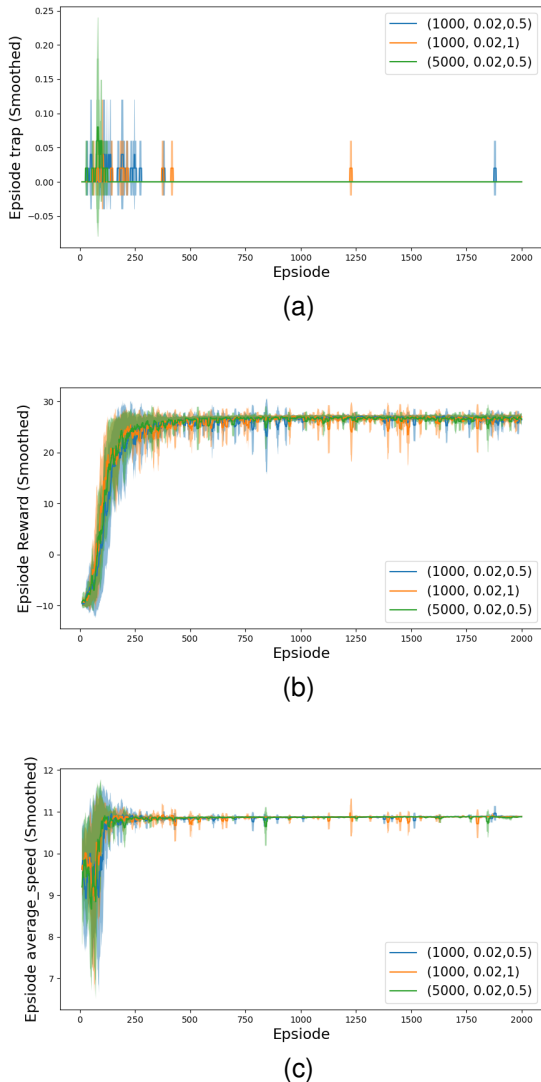 (1000, 0.02,0.5)
(1000, 0.02,1)
(5000, 0.02,0.5)
Epsiode trap (Smoothed)
0.25
0.20
0.15
0.10
0.05
0.00
−0.05
0 250 500 750 1000 1250 1500 1750 2000
Epsiode
(a)
Epsiode Reward (Smoothed)
30
20
10
0
−10
(1000, 0.02,0.5)
(1000, 0.02,1)
(5000, 0.02,0.5)
0 250 500 750 1000 1250 1500 1750 2000
Epsiode
(b)
Epsiode average_speed (Smoothed)
12
11
10
9
8
7
(1000, 0.02,0.5)
(1000, 0.02,1)
(5000, 0.02,0.5)
0 250 500 750 1000 1250 1500 1750 2000
Epsiode
(c)